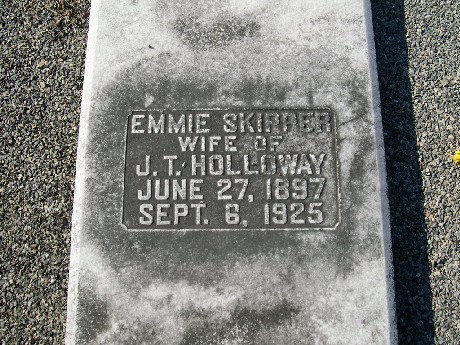 EMMIE SKIPPER
WIFE OF
J. T. HOLLOWAY
JUNE 27, 1897
SEPT. 6, 1925